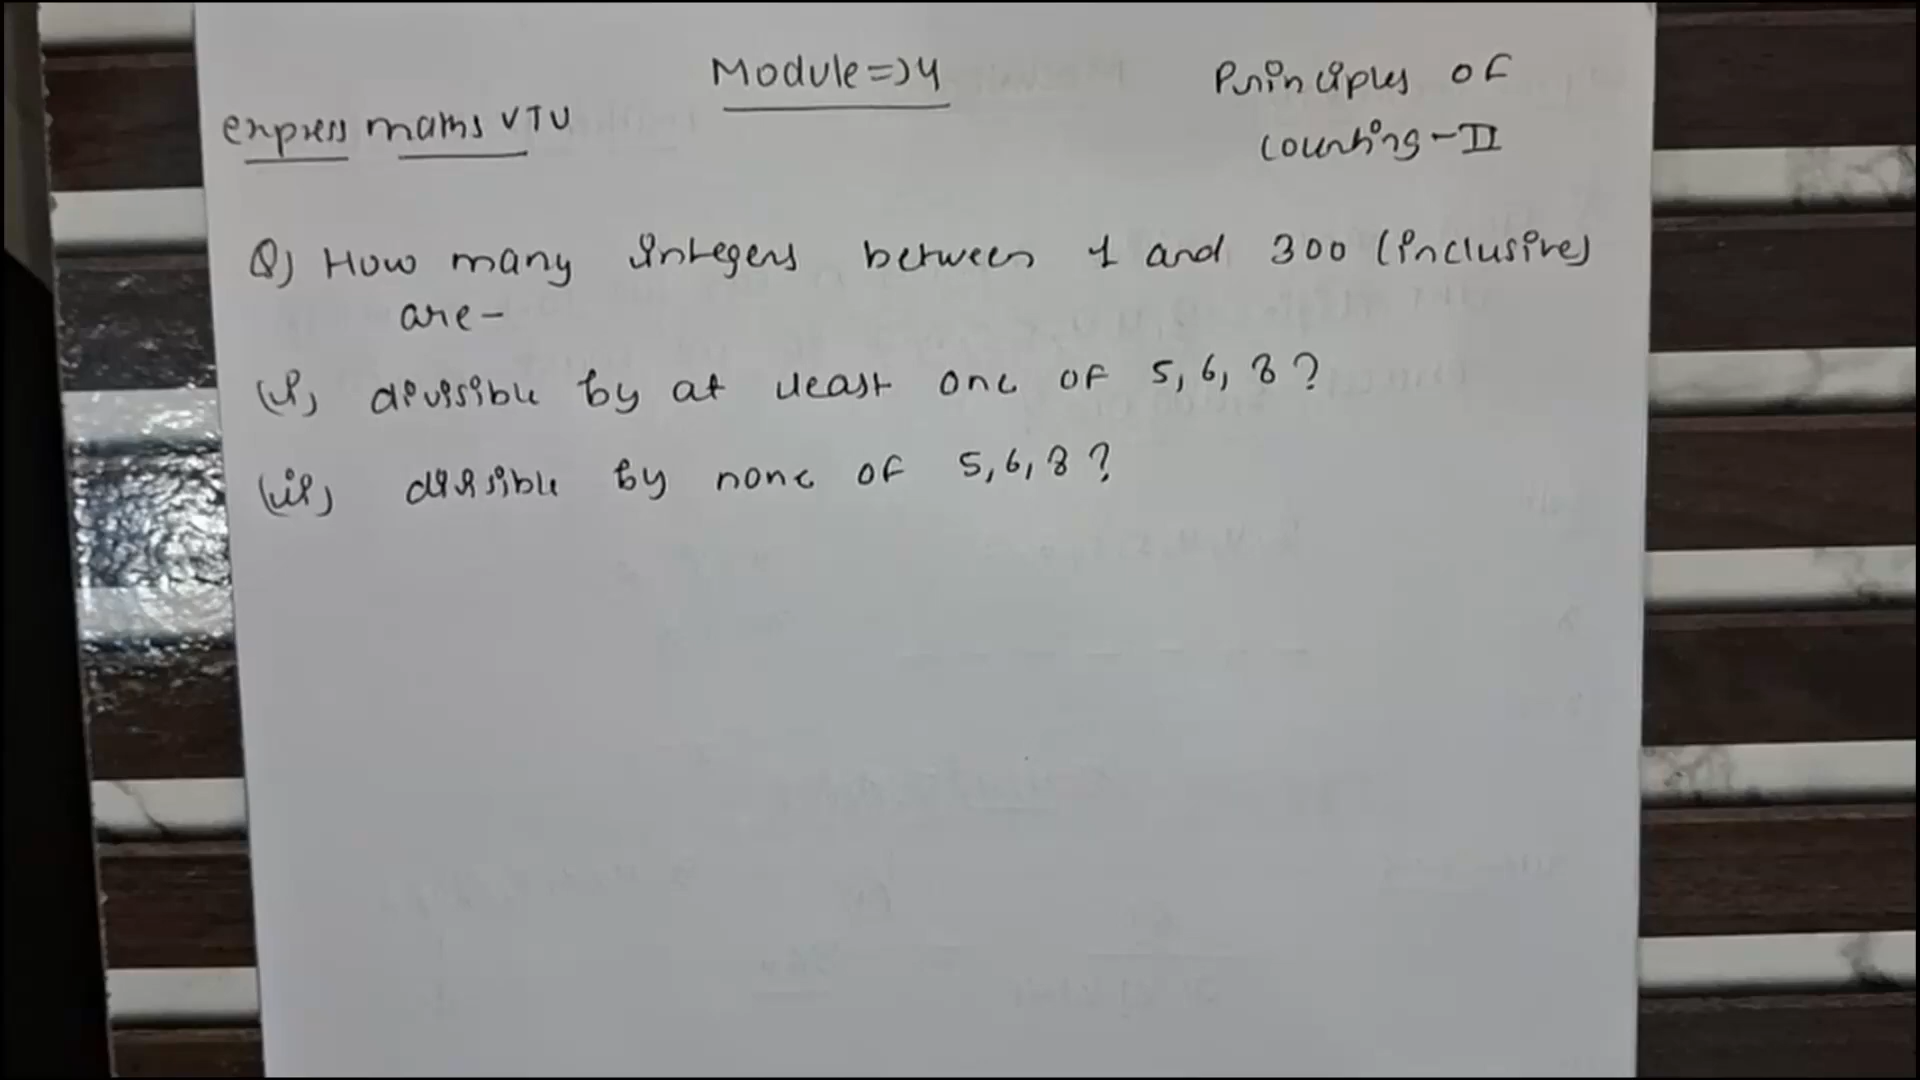 Module=>4
Principles of
express maths VTU
counting-II
Q) How many integers between 1 and 300 (inclusive)
are-
(i) divisible by at least one of 5, 6, 8?
(ii) divisible by none of 5, 6, 8?